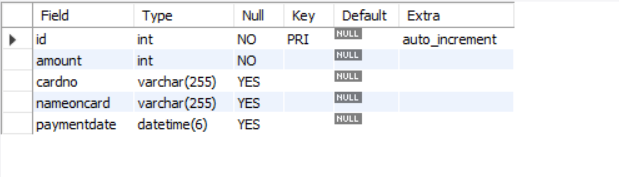 Field Type Null Key Default Extra
id int NO PRI NULL auto_increment
amount int NO NULL
cardno varchar(255) YES NULL
nameoncard varchar(255) YES NULL
paymentdate datetime(6) YES NULL